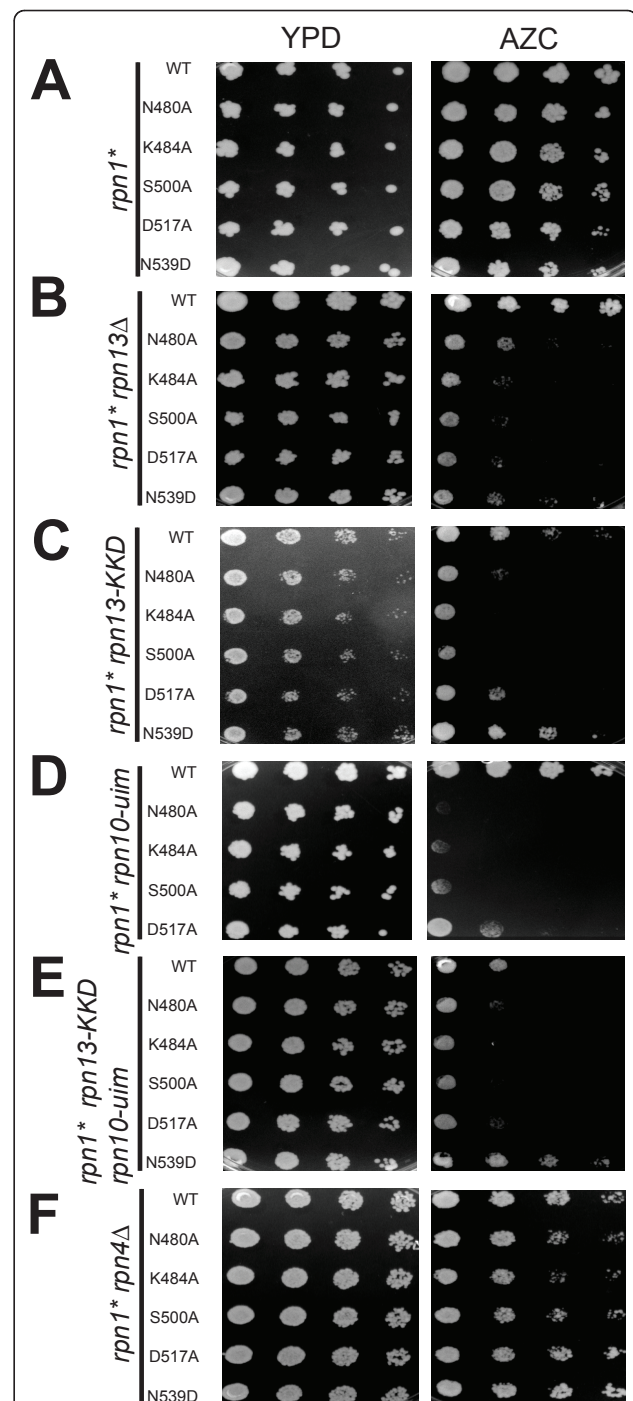 YPD AZC
A
rpn1*
WT
N480A
K484A
S500A
D517A
N539D
B
rpn1* rpn13Δ
WT
N480A
K484A
S500A
D517A
N539D
C
rpn1* rpn13-KKD
WT
N480A
K484A
S500A
D517A
N539D
D
rpn1* rpn10-uim
WT
N480A
K484A
S500A
D517A
E
rpn1* rpn13-KKD
rpn10-uim
WT
N480A
K484A
S500A
D517A
N539D
F
rpn1* rpn4Δ
WT
N480A
K484A
S500A
D517A
N539D